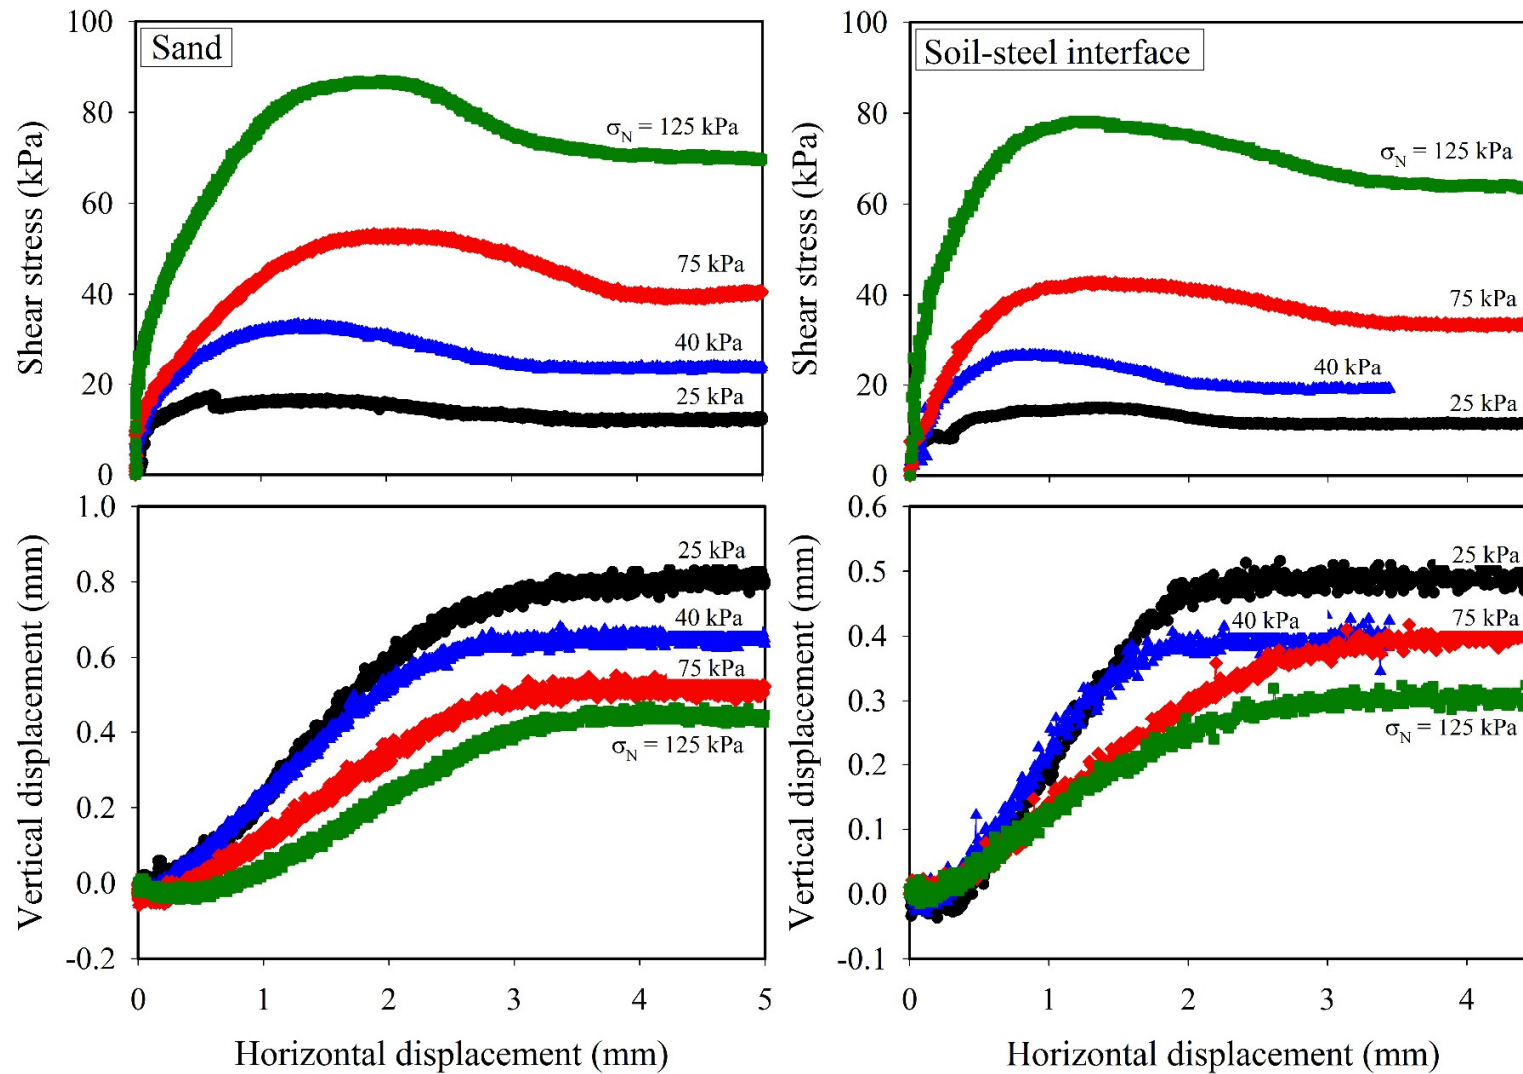 Sand
Shear stress (kPa)
100
80
60
40
20
0
σN = 125 kPa
75 kPa
40 kPa
25 kPa
Soil-steel interface
Shear stress (kPa)
100
80
60
40
20
0
σN = 125 kPa
75 kPa
40 kPa
25 kPa
Vertical displacement (mm)
1.0
0.8
0.6
0.4
0.2
0.0
-0.2
25 kPa
40 kPa
75 kPa
σN = 125 kPa
0 1 2 3 4 5
Horizontal displacement (mm)
Vertical displacement (mm)
0.6
0.5
0.4
0.3
0.2
0.1
0.0
-0.1
25 kPa
40 kPa
75 kPa
σN = 125 kPa
0 1 2 3 4
Horizontal displacement (mm)